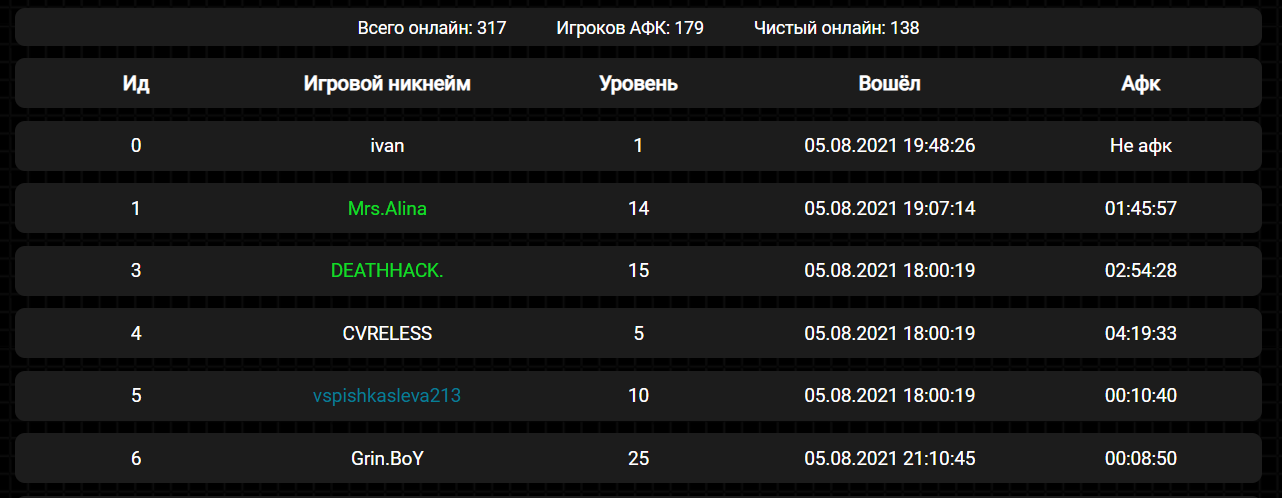 Всего онлайн: 317 Игроков АФК: 179 Чистый онлайн: 138
Ид Игровой никнейм Уровень Вошёл Афк
0 ivan 1 05.08.2021 19:48:26 Не афк
1 Mrs.Alina 14 05.08.2021 19:07:14 01:45:57
3 DEATHHACK. 15 05.08.2021 18:00:19 02:54:28
4 CVRELESS 5 05.08.2021 18:00:19 04:19:33
5 vspishkasleva213 10 05.08.2021 18:00:19 00:10:40
6 Grin.BoY 25 05.08.2021 21:10:45 00:08:50